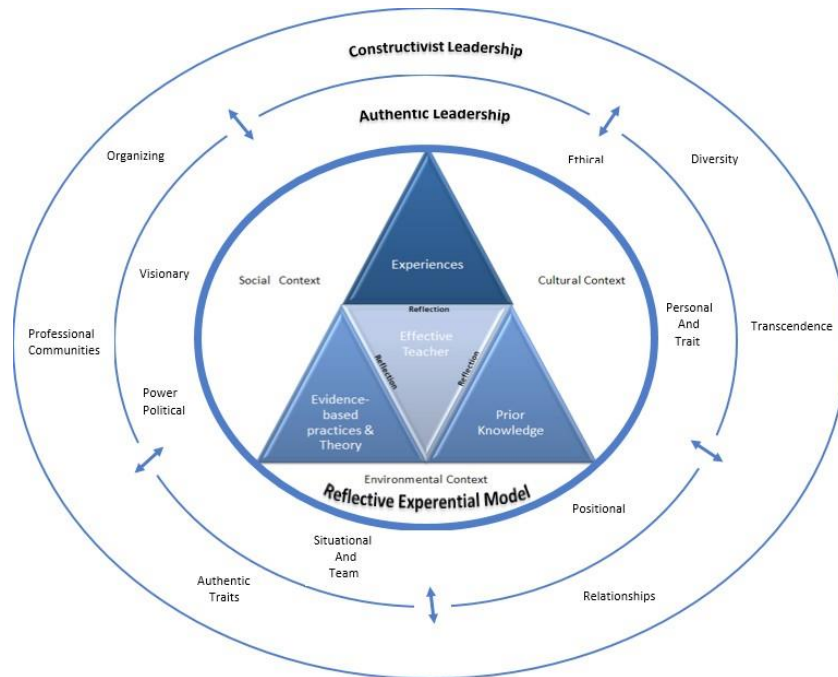 Constructivist Leadership
Authentic Leadership
Organizing
Ethical
Diversity
Visionary
Experiences
Social Context
Cultural Context
Reflection
Professional
Communities
Effective
Teacher
Personal
And
Trait
Transcendence
Reflection
Reflection
Power
Political
Evidence-
based
practices &
Theory
Prior
Knowledge
Environmental Context
Reflective Experental Model
Positional
Situational
And
Team
Authentic
Traits
Relationships